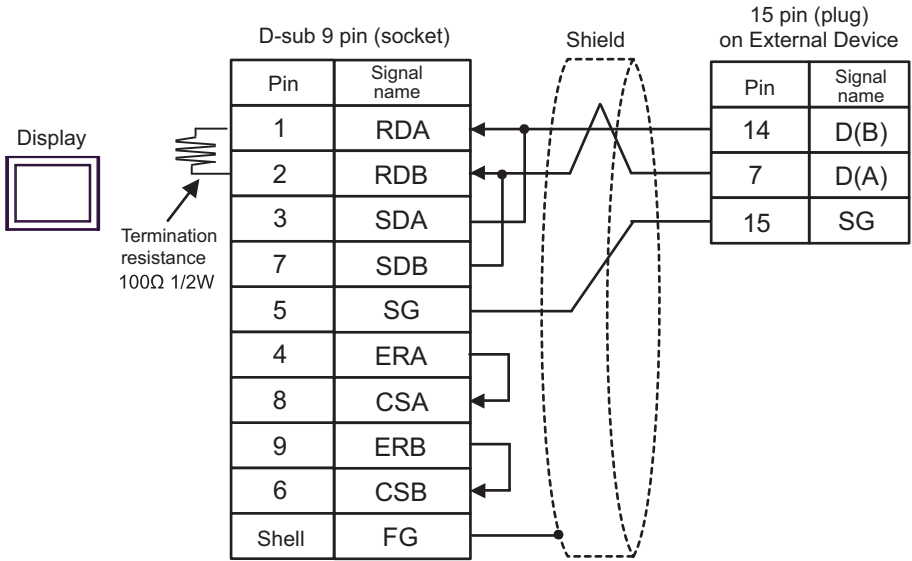 D-sub 9 pin (socket)
Shield
15 pin (plug)
on External Device
Display
Termination
resistance
100Ω 1/2W
Pin Signal name
1 RDA
2 RDB
3 SDA
7 SDB
5 SG
4 ERA
8 CSA
9 ERB
6 CSB
Shell FG
Pin Signal name
14 D(B)
7 D(A)
15 SG